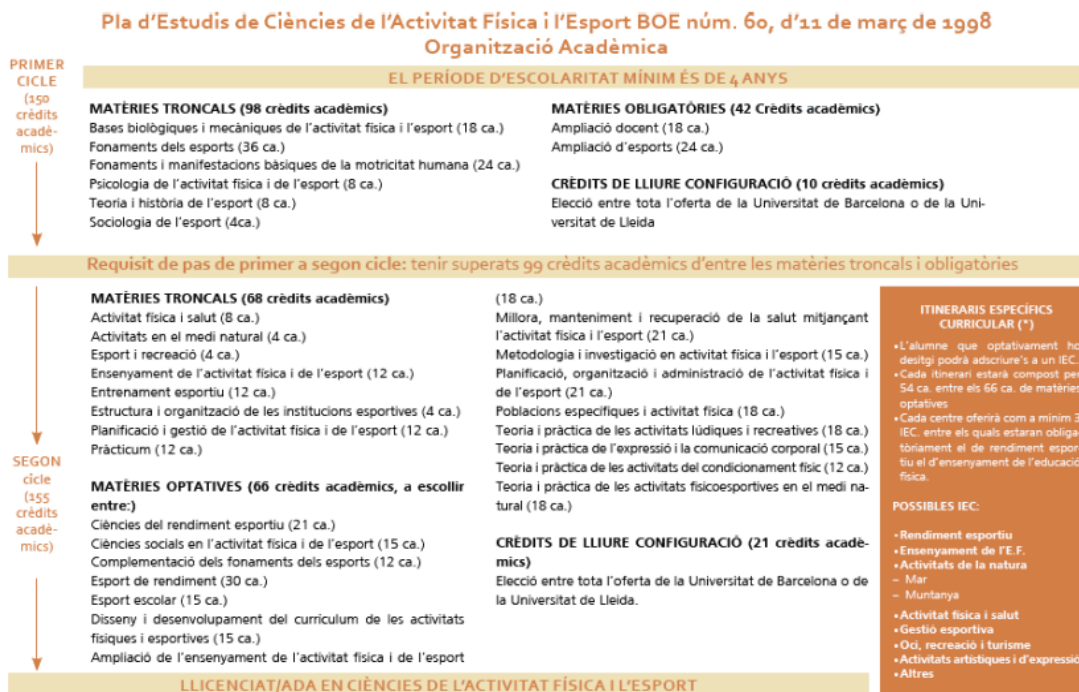 Pla d'Estudis de Ciències de l'Activitat Física i l'Esport BOE núm. 60, d'11 de març de 1998
Organització Acadèmica
PRIMER
CICLE
(150
crèdits
acadè-
mics)
EL PERÍODE D'ESCOLARITAT MÍNIM ÉS DE 4 ANYS
MATÈRIES TRONCALS (98 crèdits acadèmics)
Bases biològiques i mecàniques de l'activitat física i l'esport (18 ca.)
Fonaments dels esports (36 ca.)
Fonaments i manifestacions bàsiques de la motricitat humana (24 ca.)
Psicologia de l'activitat física i de l'esport (8 ca.)
Teoria i història de l'esport (8 ca.)
Sociologia de l'esport (4ca.)
MATÈRIES OBLIGATÒRIES (42 Crèdits acadèmics)
Ampliació docent (18 ca.)
Ampliació d'esports (24 ca.)
CRÈDITS DE LLIURE CONFIGURACIÓ (10 crèdits acadèmics)
Elecció entre tota l'oferta de la Universitat de Barcelona o de la Uni-
versitat de Lleida
Requisit de pas de primer a segon cicle: tenir superats 99 crèdits acadèmics d'entre les matèries troncals i obligatòries
SEGON
cicle
(155
crèdits
acadè-
mics)
MATÈRIES TRONCALS (68 crèdits acadèmics)
Activitat física i salut (8 ca.)
Activitats en el medi natural (4 ca.)
Esport i recreació (4 ca.)
Ensenyament de l'activitat física i de l'esport (12 ca.)
Entrenament esportiu (12 ca.)
Estructura i organització de les institucions esportives (4 ca.)
Planificació i gestió de l'activitat física i de l'esport (12 ca.)
Pràcticum (12 ca.)
MATÈRIES OPTATIVES (66 crèdits acadèmics, a escollir
entre:)
Ciències del rendiment esportiu (21 ca.)
Ciències socials en l'activitat física i de l'esport (15 ca.)
Complementació dels fonaments dels esports (12 ca.)
Esport de rendiment (30 ca.)
Esport escolar (15 ca.)
Disseny i desenvolupament del currículum de les activitats
físiques i esportives (15 ca.)
Ampliació de l'ensenyament de l'activitat física i de l'esport
(18 ca.)
Millora, manteniment i recuperació de la salut mitjançant
l'activitat física i l'esport (21 ca.)
Metodologia i investigació en activitat física i l'esport (15 ca.)
Planificació, organització i administració de l'activitat física i
de l'esport (21 ca.)
Poblacions específiques i activitat física (18 ca.)
Teoria i pràctica de les activitats lúdiques i recreatives (18 ca.)
Teoria i pràctica de l'expressió i la comunicació corporal (15 ca.)
Teoria i pràctica de les activitats del condicionament físic (12 ca.)
Teoria i pràctica de les activitats fisicoesportives en el medi na-
tural (18 ca.)
CRÈDITS DE LLIURE CONFIGURACIÓ (21 crèdits acadè-
mics)
Elecció entre tota l'oferta de la Universitat de Barcelona o de
la Universitat de Lleida.
ITINERARIS ESPECÍFICS
CURRICULAR (*)
•L'alumne que optativament ho
desitgi podrà adscriure's a un IEC.
•Cada itinerari estarà compost per
54 ca. entre els 66 ca. de matèries
optatives
•Cada centre oferirà com a mínim 3
IEC. entre els quals estaran obliga-
tòriament el de rendiment espor-
tiu el d'ensenyament de l'educació
física.
POSSIBLES IEC:
•Rendiment esportiu
•Ensenyament de l'E.F.
•Activitats de la natura
– Mar
– Muntanya
•Activitat física i salut
•Gestió esportiva
•Oci, recreació i turisme
•Activitats artístiques i d'expressió
•Altres
LLICENCIAT/ADA EN CIÈNCIES DE L'ACTIVITAT FÍSICA I L'ESPORT